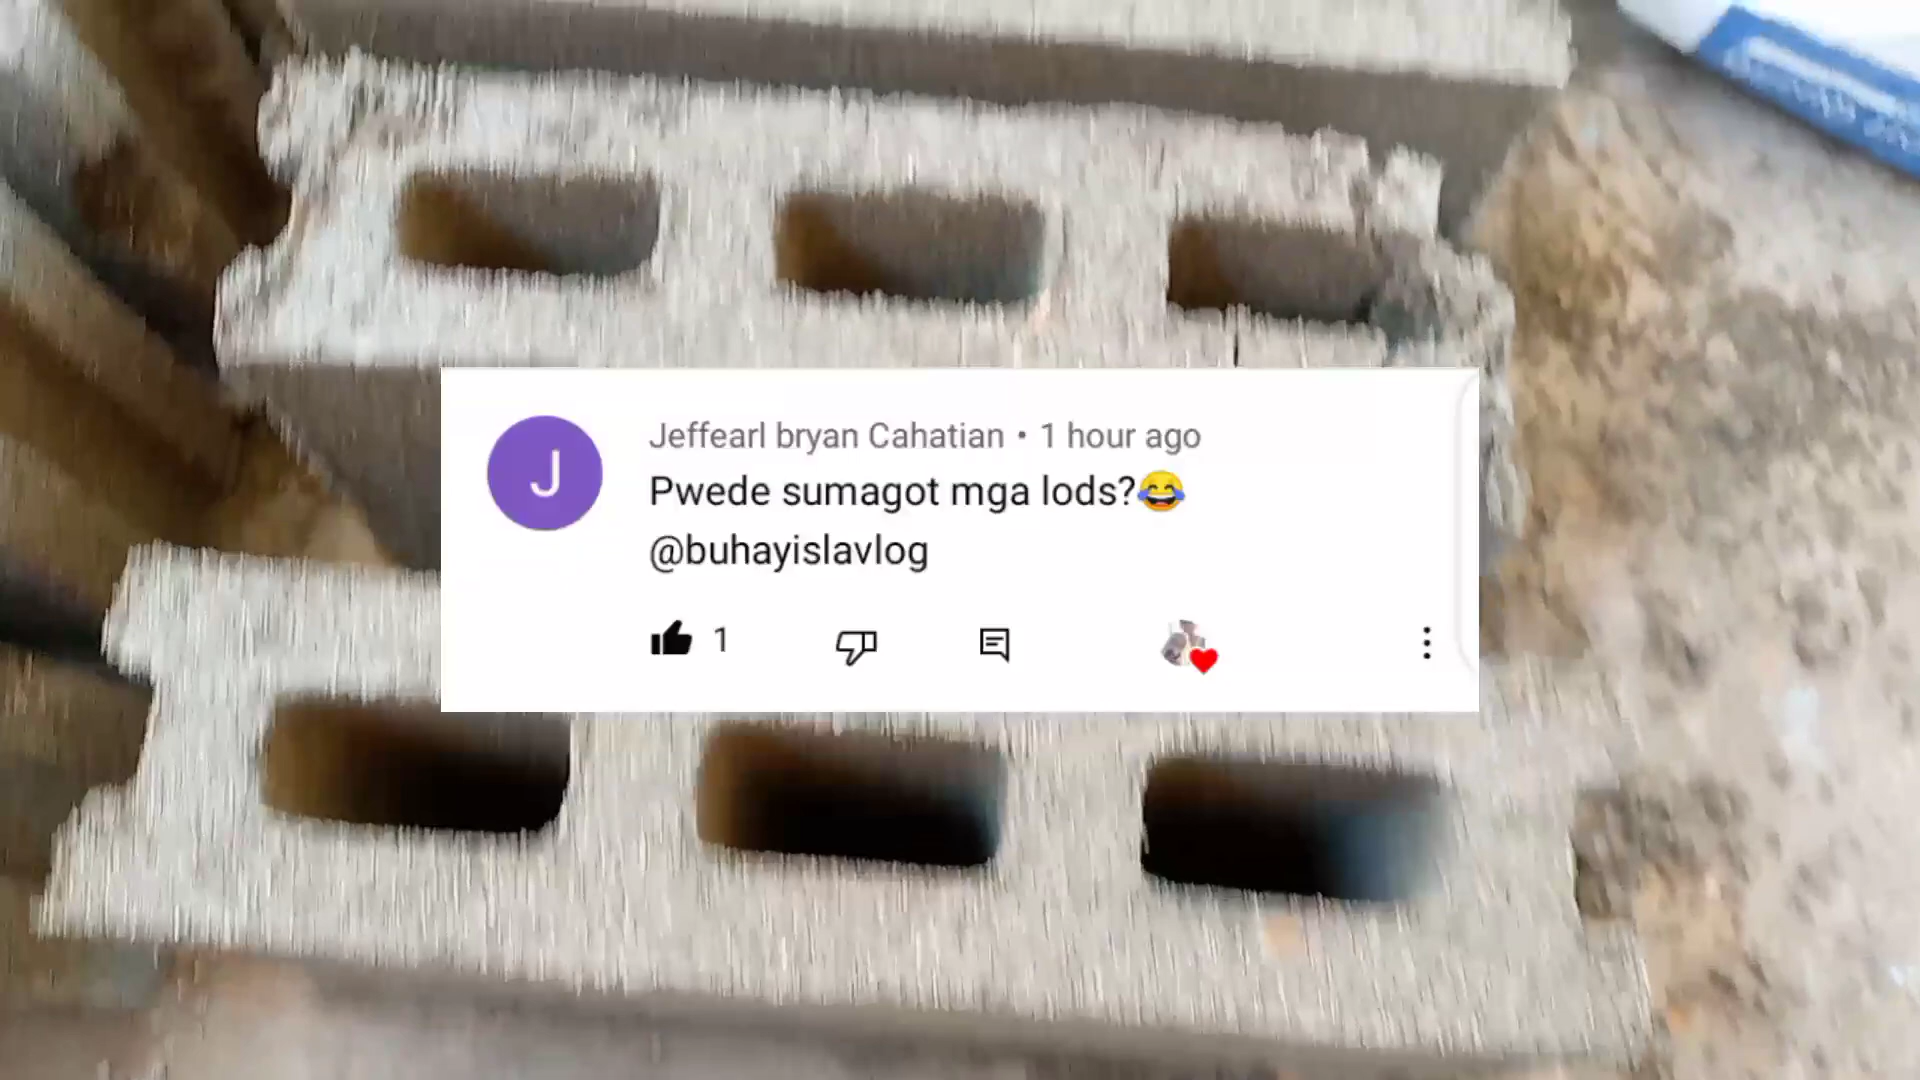 Jeffearl bryan Cahatian • 1 hour ago
Pwede sumagot mga lods?😂
@buhayislavlog
1